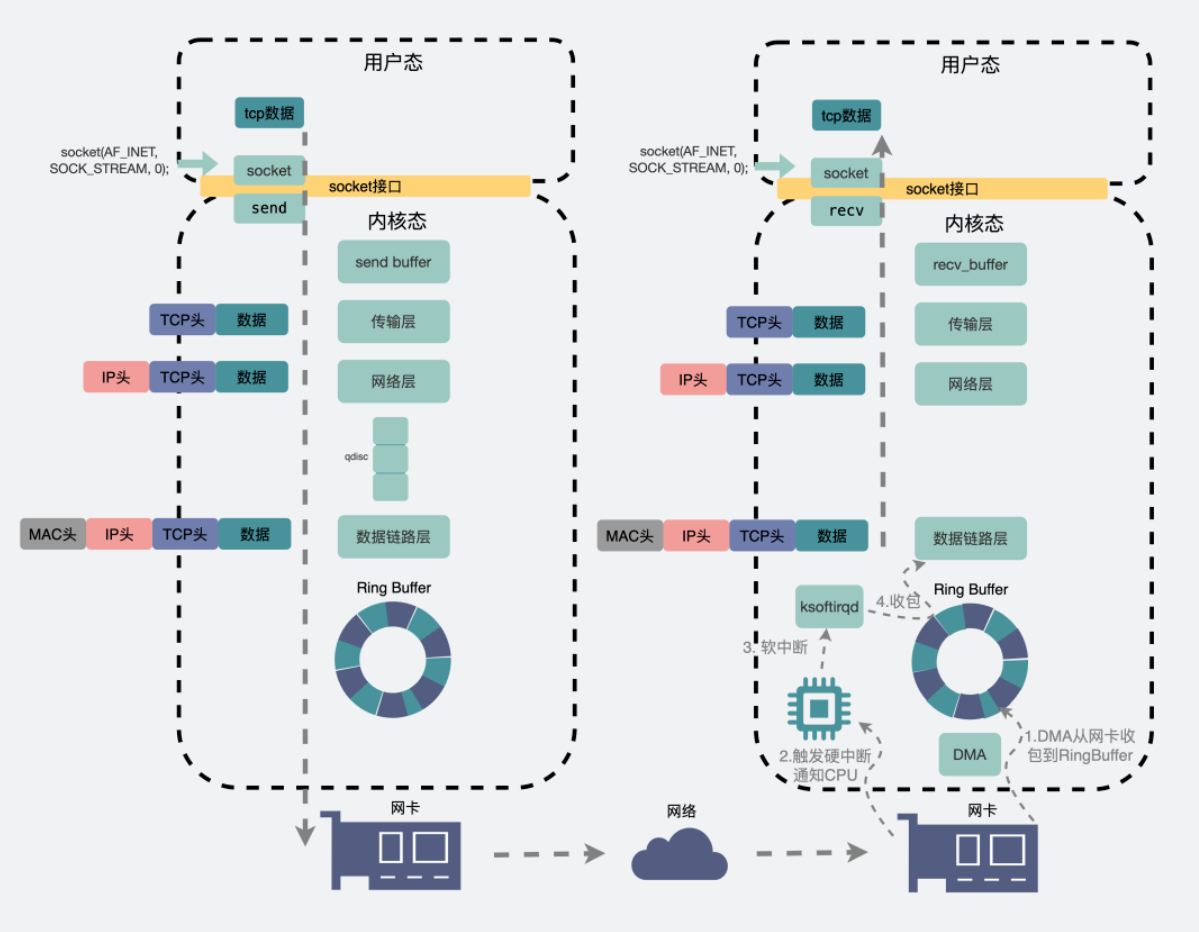 用户态
tcp数据
socket(AF_INET,
SOCK_STREAM, 0);
socket
socket接口
send
内核态
send buffer
TCP头 数据
传输层
IP头 TCP头 数据
网络层
qdisc
MAC头 IP头 TCP头 数据
数据链路层
Ring Buffer
网卡
网络
用户态
tcp数据
socket(AF_INET,
SOCK_STREAM, 0);
socket
socket接口
recv
内核态
recv_buffer
TCP头 数据
传输层
IP头 TCP头 数据
网络层
MAC头 IP头 TCP头 数据
数据链路层
ksoftirqd
4.收包
Ring Buffer
3. 软中断
2.触发硬中断
通知CPU
DMA
1.DMA从网卡收
包到RingBuffer
网卡